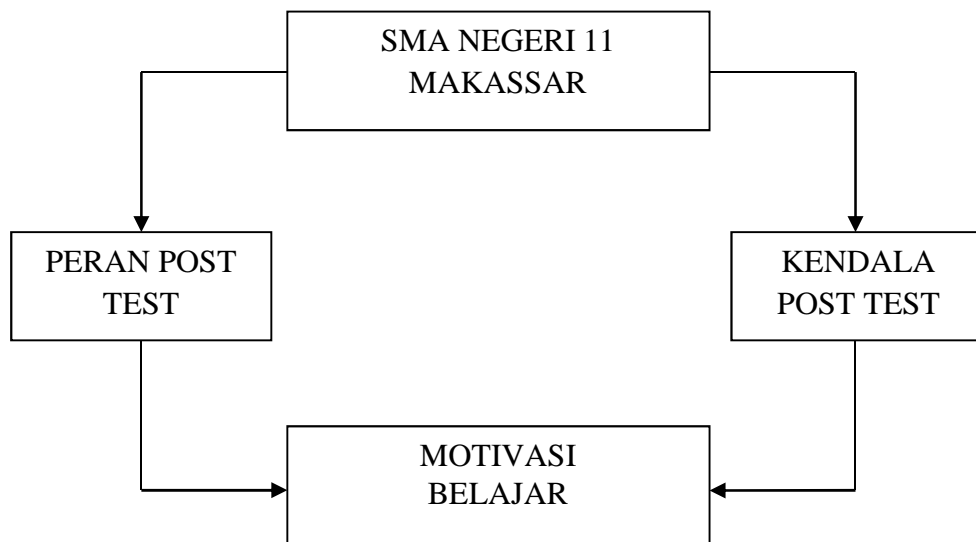 SMA NEGERI 11
MAKASSAR
PERAN POST
TEST
KENDALA
POST TEST
MOTIVASI
BELAJAR